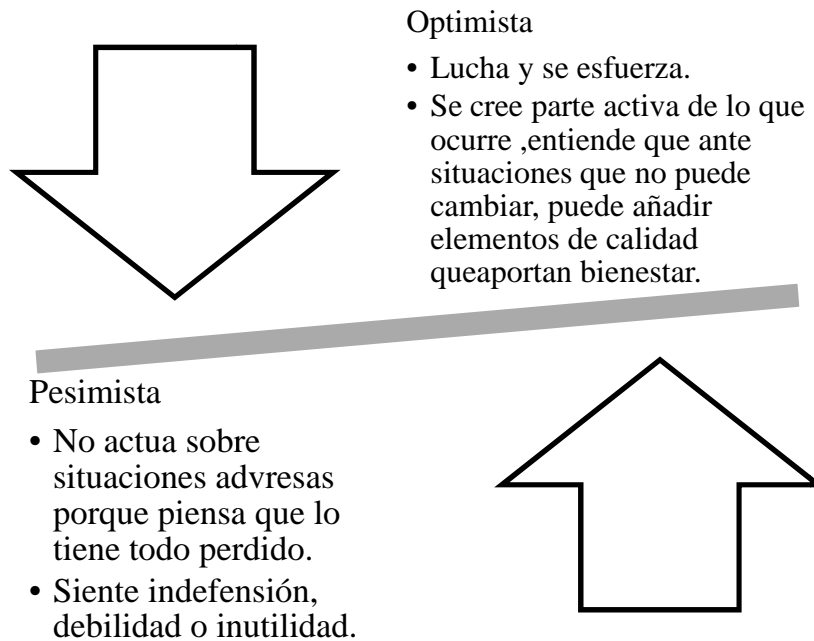 Optimista
• Lucha y se esfuerza.
• Se cree parte activa de lo que
ocurre ,entiende que ante
situaciones que no puede
cambiar, puede añadir
elementos de calidad
queaportan bienestar.
Pesimista
• No actua sobre
situaciones advresas
porque piensa que lo
tiene todo perdido.
• Siente indefensión,
debilidad o inutilidad.